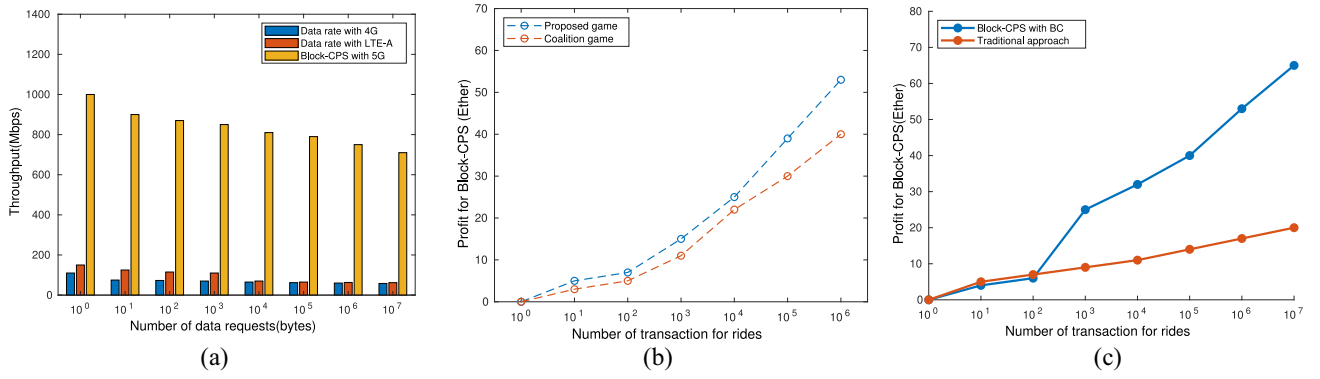 1400
1200
1000
800
600
400
200
0
Throughput(Mbps)
Data rate with 4G
Data rate with LTE-A
Block-CPS with 5G
10^0 10^1 10^2 10^3 10^4 10^5 10^6 10^7
Number of data requests(bytes)
(a)
70
60
50
40
30
20
10
0
Profit for Block-CPS (Ether)
Proposed game
Coalition game
10^0 10^1 10^2 10^3 10^4 10^5 10^6
Number of transaction for rides
(b)
80
70
60
50
40
30
20
10
0
Profit for Block-CPS(Ether)
Block-CPS with BC
Traditional approach
10^0 10^1 10^2 10^3 10^4 10^5 10^6 10^7
Number of transaction for rides
(c)